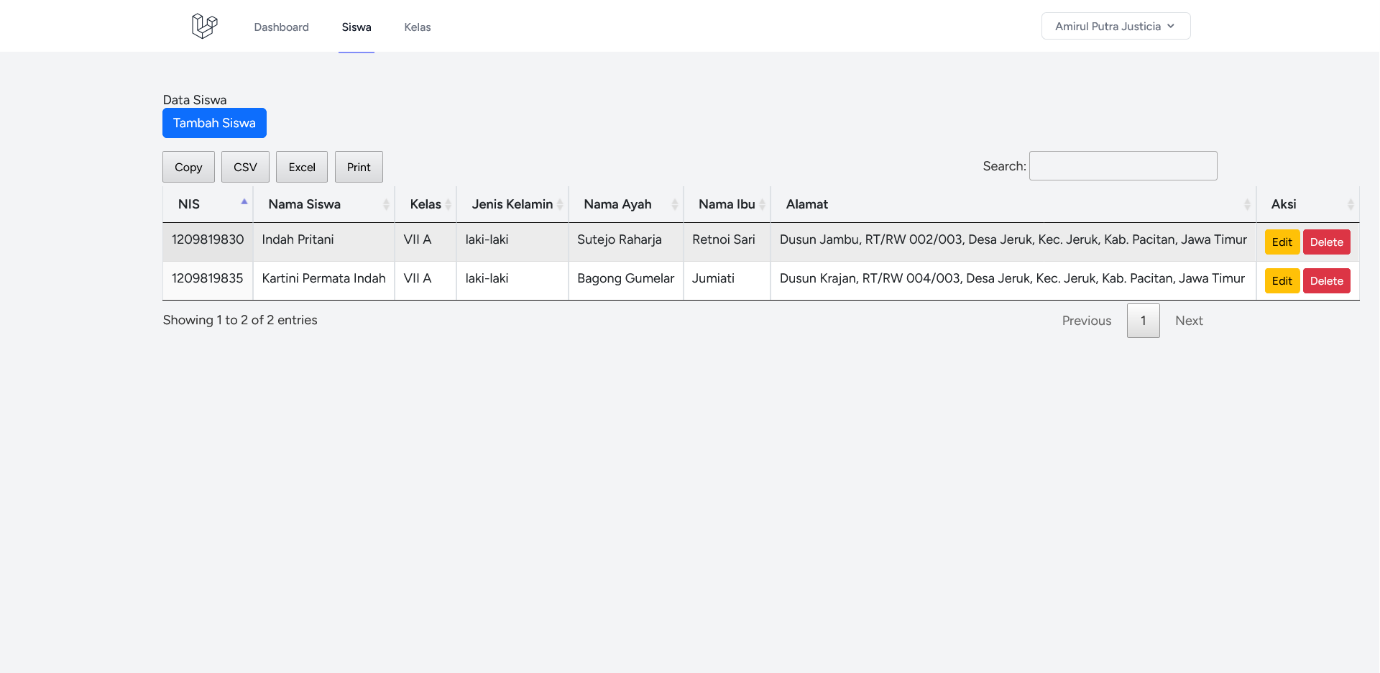 Dashboard Siswa Kelas Amirul Putra Justicia
Data Siswa
Tambah Siswa
Copy CSV Excel Print Search:
NIS Nama Siswa Kelas Jenis Kelamin Nama Ayah Nama Ibu Alamat Aksi
1209819830 Indah Pritani VII A laki-laki Sutejo Raharja Retnoi Sari Dusun Jambu, RT/RW 002/003, Desa Jeruk, Kec. Jeruk, Kab. Pacitan, Jawa Timur Edit Delete
1209819835 Kartini Permata Indah VII A laki-laki Bagong Gumelar Jumiati Dusun Krajan, RT/RW 004/003, Desa Jeruk, Kec. Jeruk, Kab. Pacitan, Jawa Timur Edit Delete
Showing 1 to 2 of 2 entries Previous 1 Next